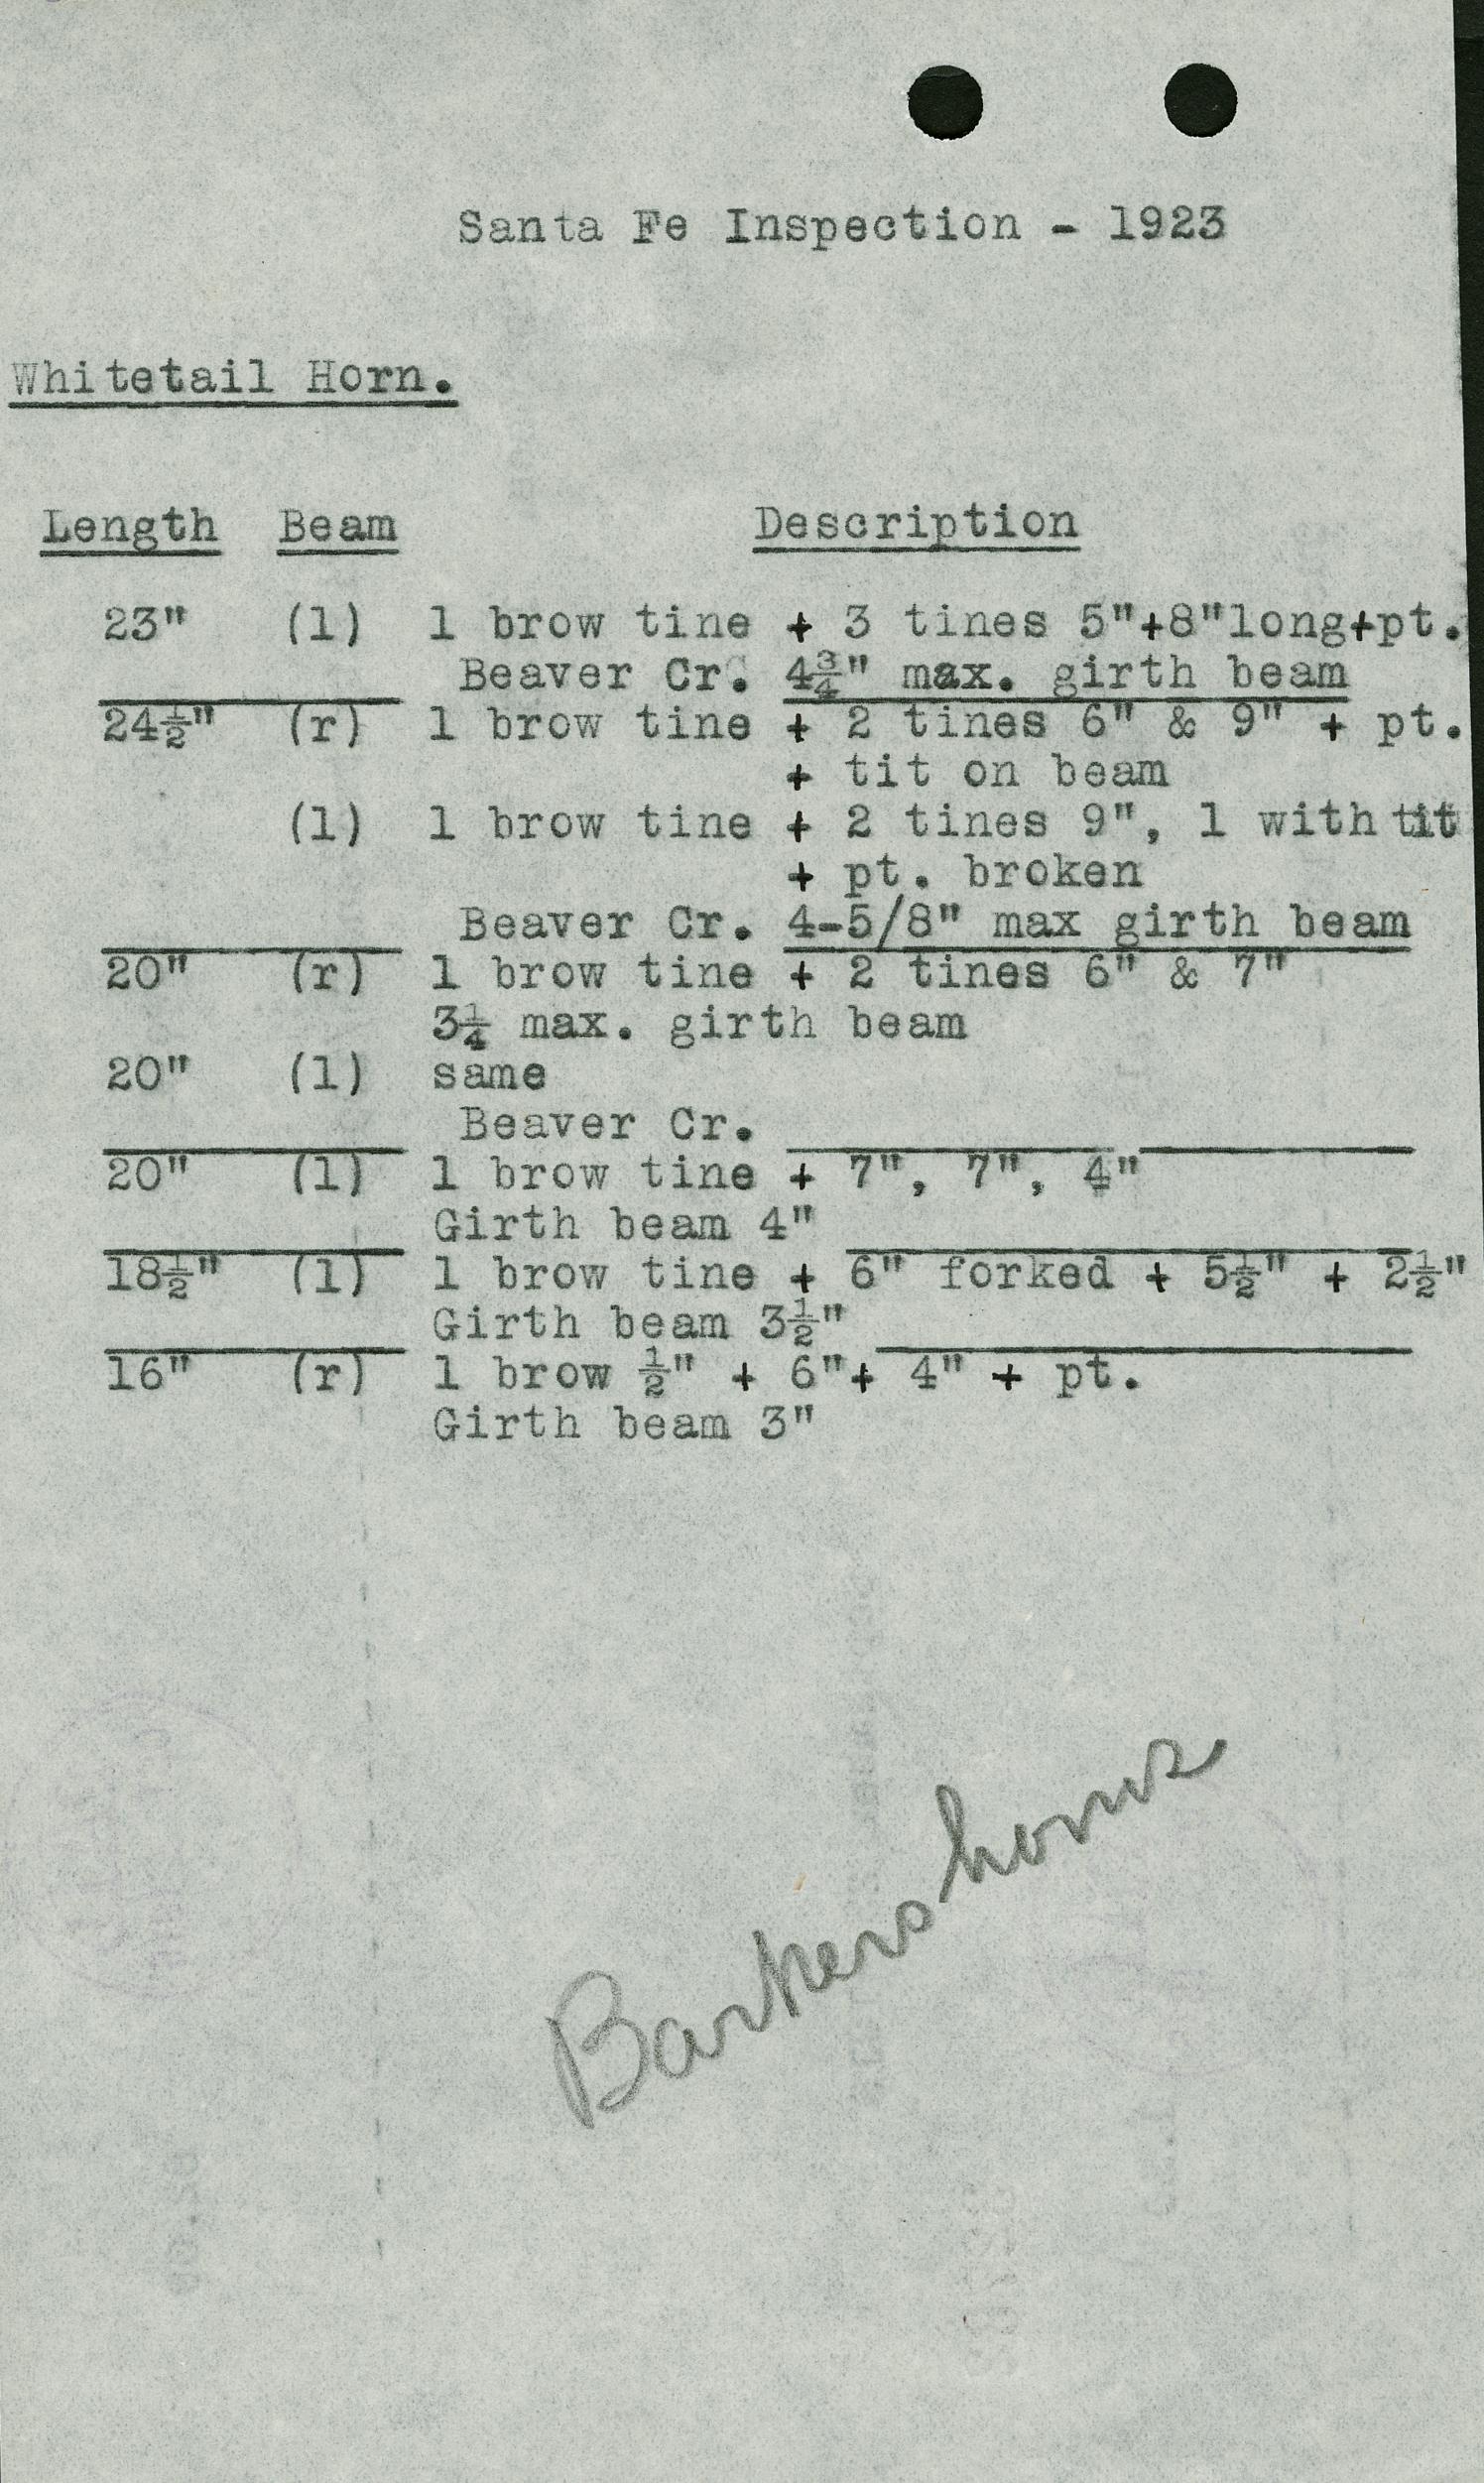 Santa Fe Inspection - 1923
Whitetail Horn.
Length Beam Description
23" (l) 1 brow tine + 3 tines 5"+8"long+pt.
Beaver Cr. 4¾" max. girth beam
24½" (r) 1 brow tine + 2 tines 6" & 9" + pt.
+ tit on beam
(l) 1 brow tine + 2 tines 9", 1 with tit
+ pt. broken
Beaver Cr. 4-5/8" max girth beam
20" (r) 1 brow tine + 2 tines 6" & 7"
3¼ max. girth beam
20" (l) same
Beaver Cr.
20" (l) 1 brow tine + 7", 7", 4"
Girth beam 4"
18½" (l) 1 brow tine + 6" forked + 5½" + 2½"
Girth beam 3½"
16" (r) 1 brow ½" + 6"+ 4" + pt.
Girth beam 3"
Barkers horns